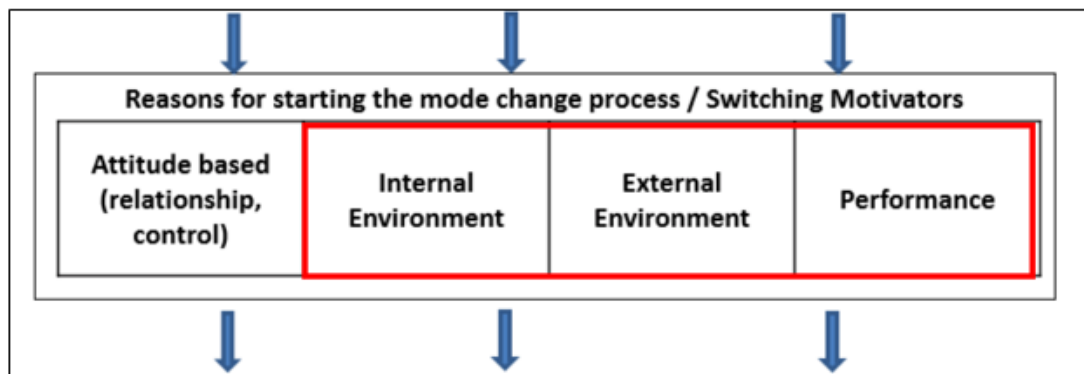 Reasons for starting the mode change process / Switching Motivators
Attitude based
(relationship,
control)
Internal
Environment
External
Environment
Performance